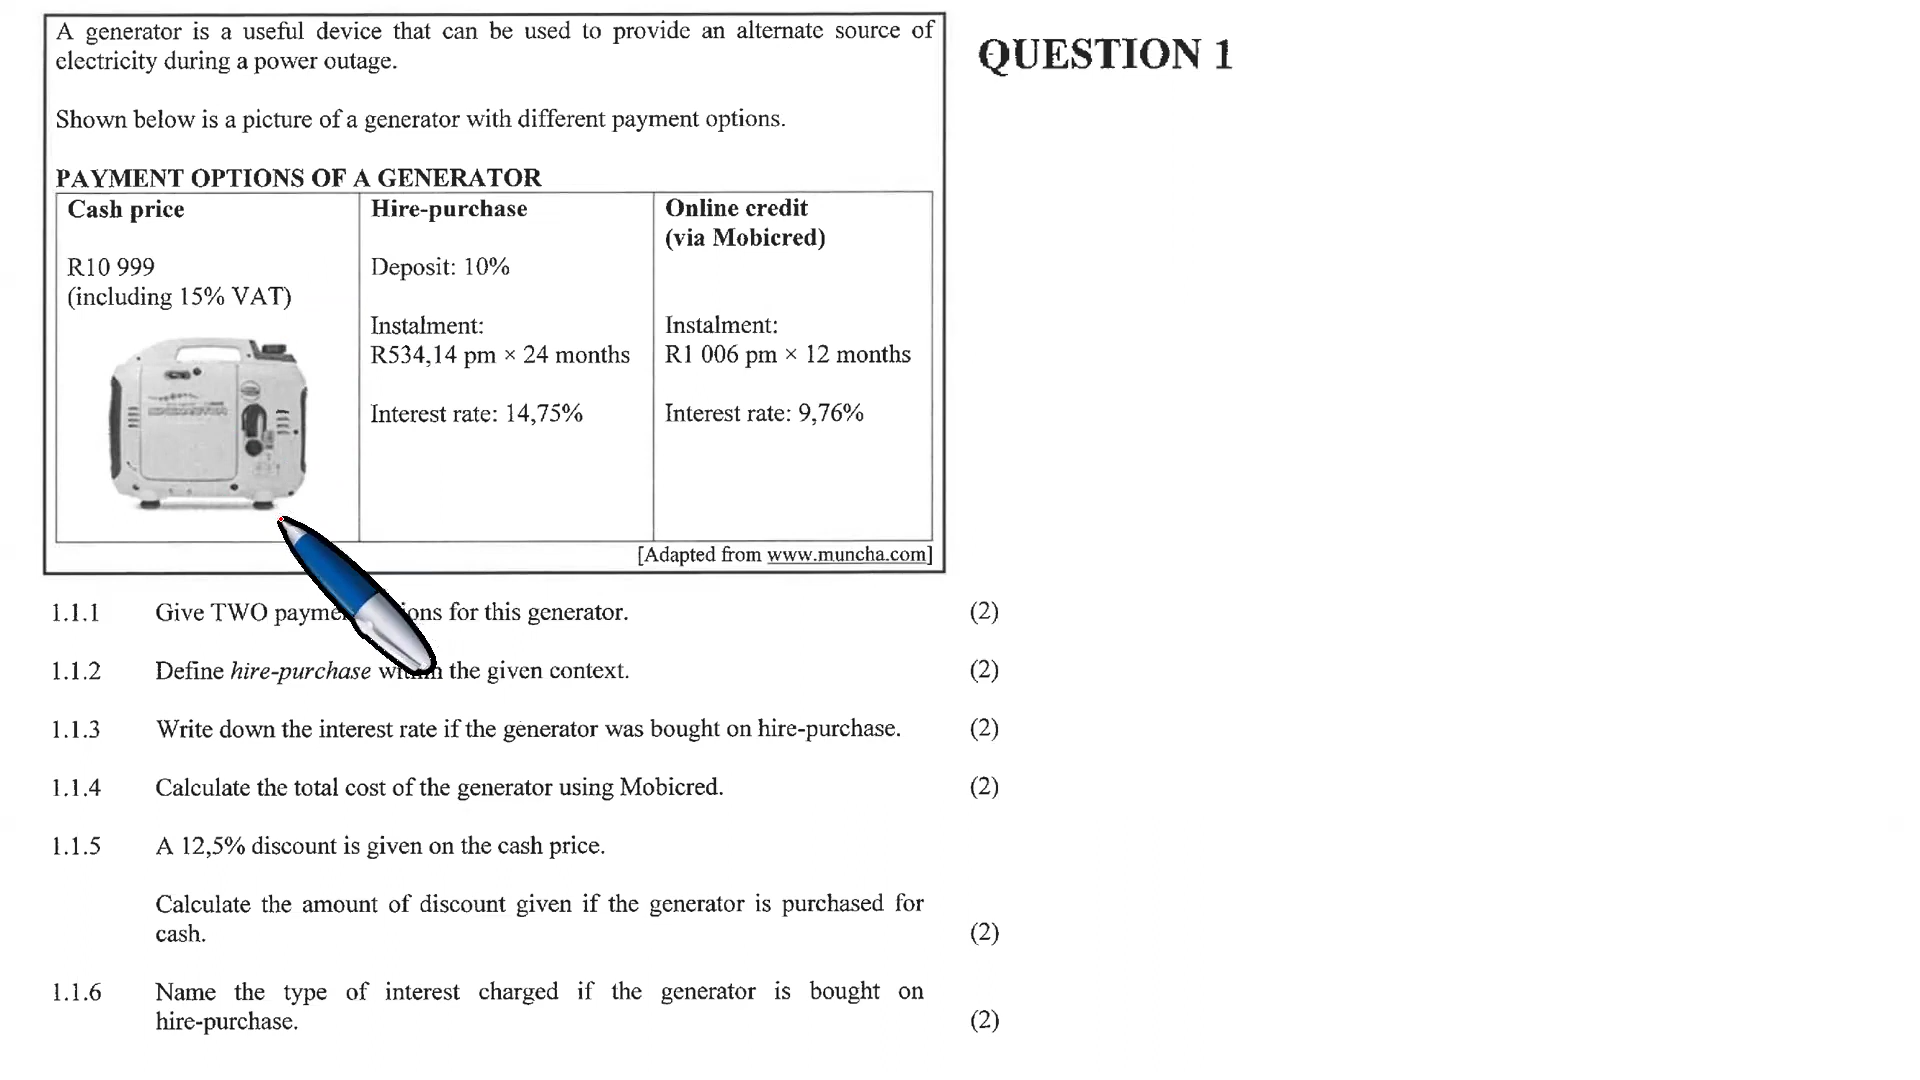 A generator is a useful device that can be used to provide an alternate source of
electricity during a power outage.
Shown below is a picture of a generator with different payment options.
PAYMENT OPTIONS OF A GENERATOR
Cash price
R10 999
(including 15% VAT)
Hire-purchase
Deposit: 10%
Instalment:
R534,14 pm × 24 months
Interest rate: 14,75%
Online credit
(via Mobicred)
Instalment:
R1 006 pm × 12 months
Interest rate: 9,76%
[Adapted from www.muncha.com]
QUESTION 1
1.1.1 Give TWO payme ions for this generator. (2)
1.1.2 Define hire-purchase the given context. (2)
1.1.3 Write down the interest rate if the generator was bought on hire-purchase. (2)
1.1.4 Calculate the total cost of the generator using Mobicred. (2)
1.1.5 A 12,5% discount is given on the cash price.
Calculate the amount of discount given if the generator is purchased for
cash. (2)
1.1.6 Name the type of interest charged if the generator is bought on
hire-purchase. (2)